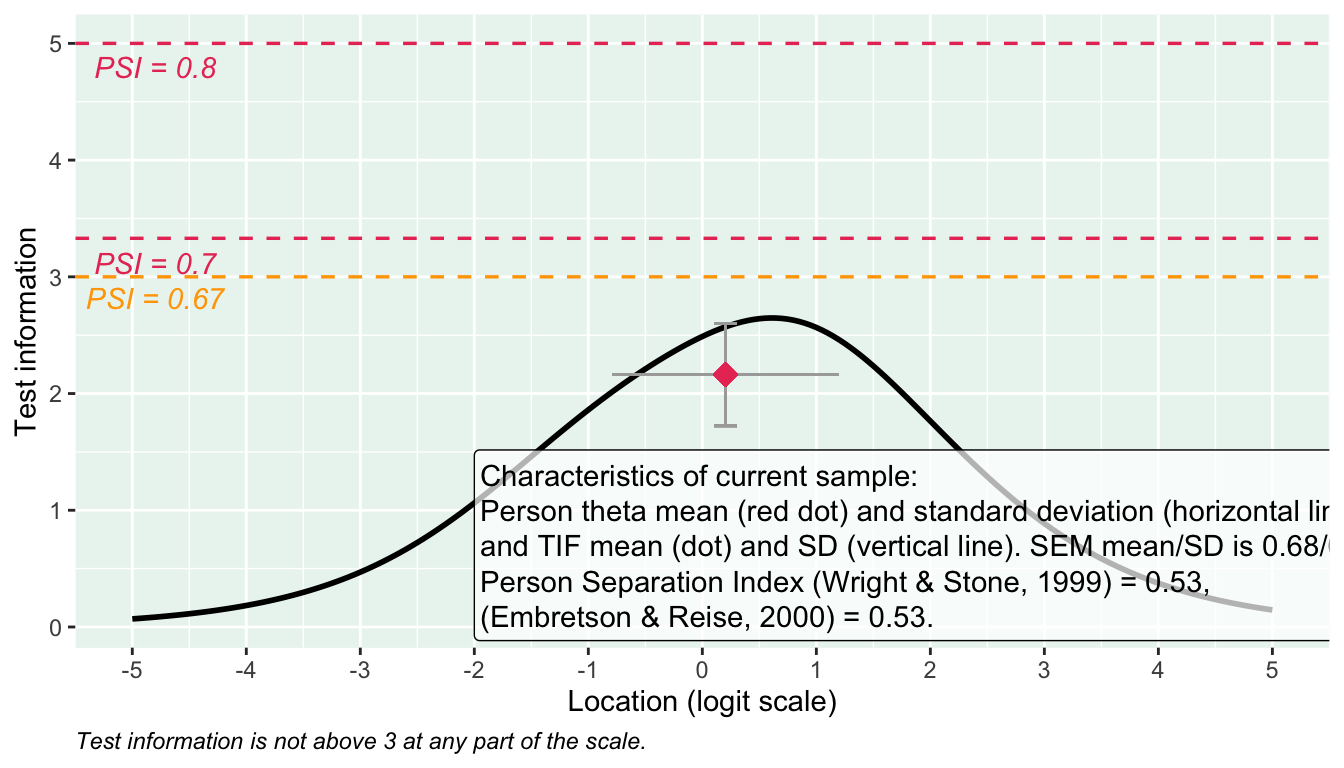 5
PSI = 0.8
4
PSI = 0.7
3
PSI = 0.67
2
1
0
Test information
Characteristics of current sample:
Person theta mean (red dot) and standard deviation (horizontal
and TIF mean (dot) and SD (vertical line). SEM mean/SD is 0.68/
Person Separation Index (Wright & Stone, 1999) = 0.53,
(Embretson & Reise, 2000) = 0.53.
-5 -4 -3 -2 -1 0 1 2 3 4 5
Location (logit scale)
Test information is not above 3 at any part of the scale.